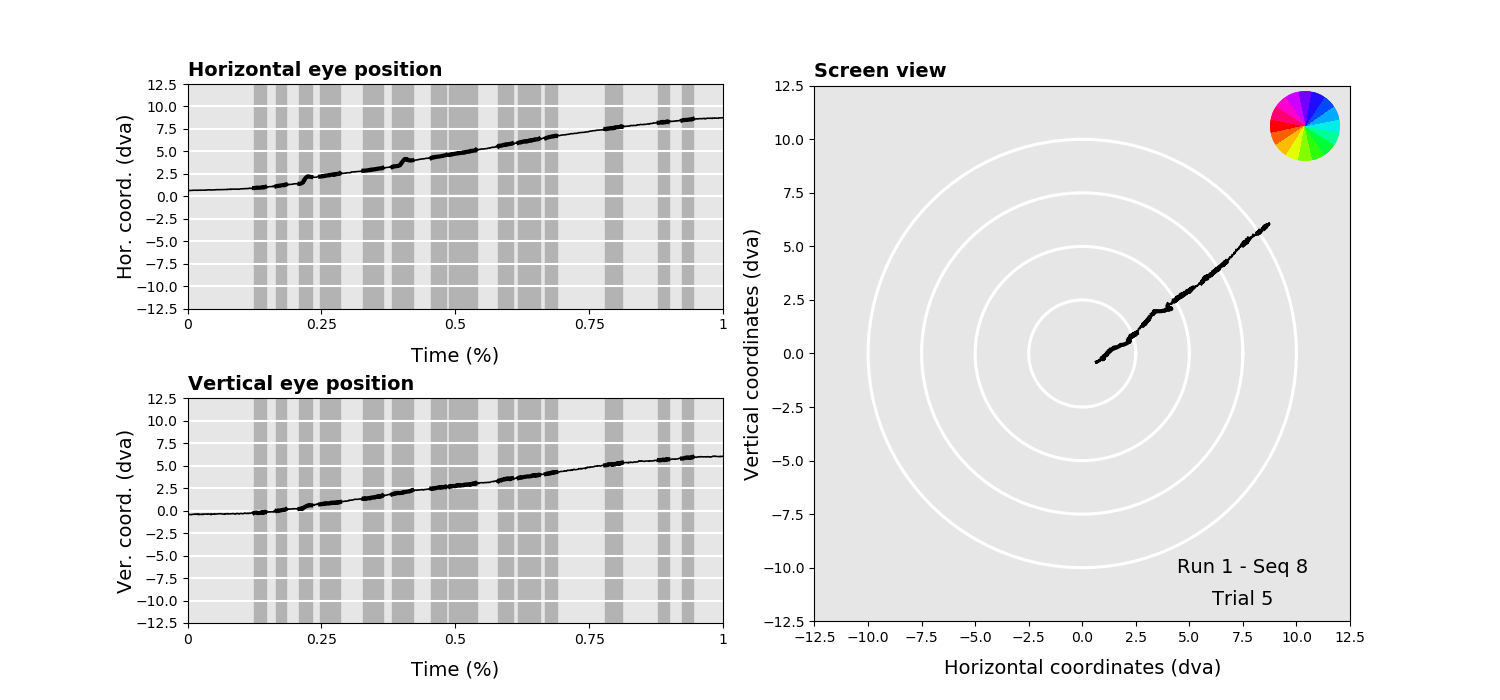 Horizontal eye position
Hor. coord. (dva)
12.5
10.0
7.5
5.0
2.5
0.0
−2.5
−5.0
−7.5
−10.0
−12.5
0 0.25 0.5 0.75 1
Time (%)
Vertical eye position
Ver. coord. (dva)
12.5
10.0
7.5
5.0
2.5
0.0
−2.5
−5.0
−7.5
−10.0
−12.5
0 0.25 0.5 0.75 1
Time (%)
Screen view
Vertical coordinates (dva)
12.5
10.0
7.5
5.0
2.5
0.0
−2.5
−5.0
−7.5
−10.0
−12.5
Run 1 - Seq 8
Trial 5
−12.5 −10.0 −7.5 −5.0 −2.5 0.0 2.5 5.0 7.5 10.0 12.5
Horizontal coordinates (dva)